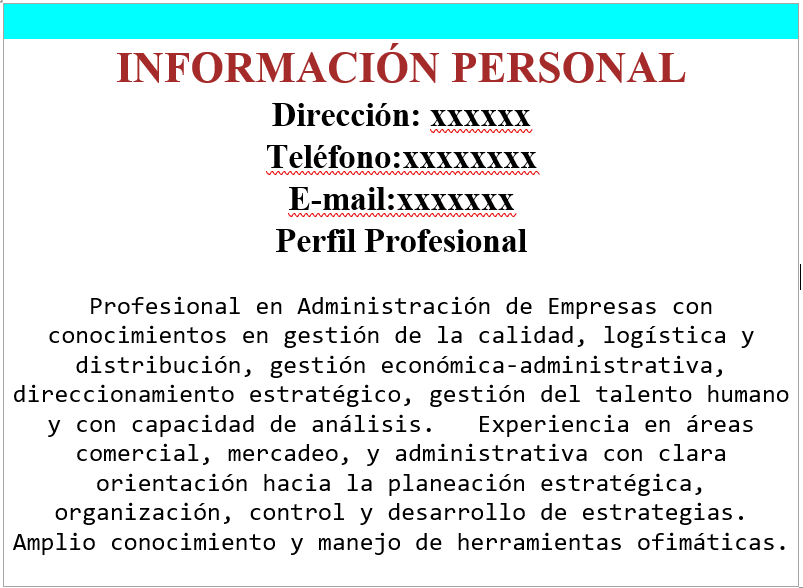 INFORMACIÓN PERSONAL
Dirección: xxxxxx
Teléfono:xxxxxxxx
E-mail:xxxxxxx
Perfil Profesional
Profesional en Administración de Empresas con
conocimientos en gestión de la calidad, logística y
distribución, gestión económica-administrativa,
direccionamiento estratégico, gestión del talento humano
y con capacidad de análisis.   Experiencia en áreas
comercial, mercadeo, y administrativa con clara
orientación hacia la planeación estratégica,
organización, control y desarrollo de estrategias.
Amplio conocimiento y manejo de herramientas ofimáticas.